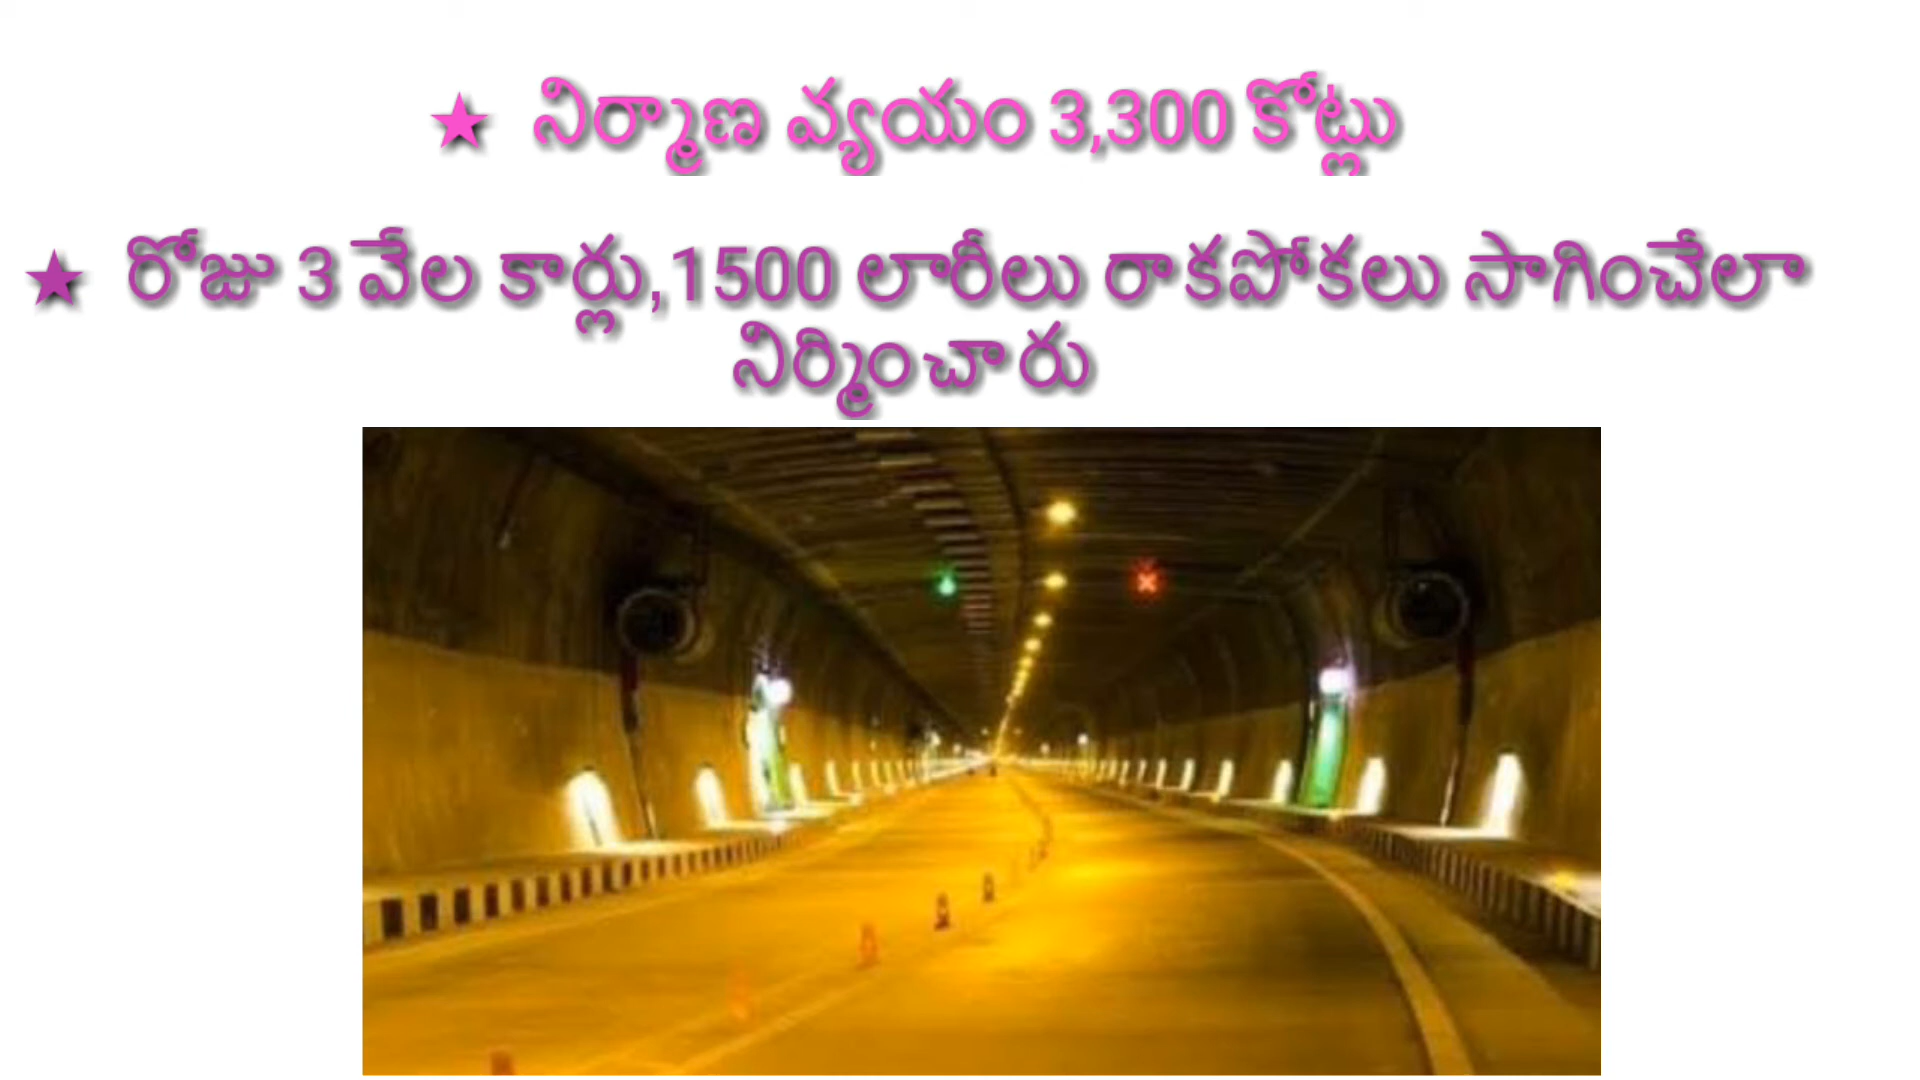 ★ నిర్మాణ వ్యయం 3,300 కోట్లు
★ రోజు 3 వేల కార్లు,1500 లారీలు రాకపోకలు సాగించేలా
నిర్మించారు